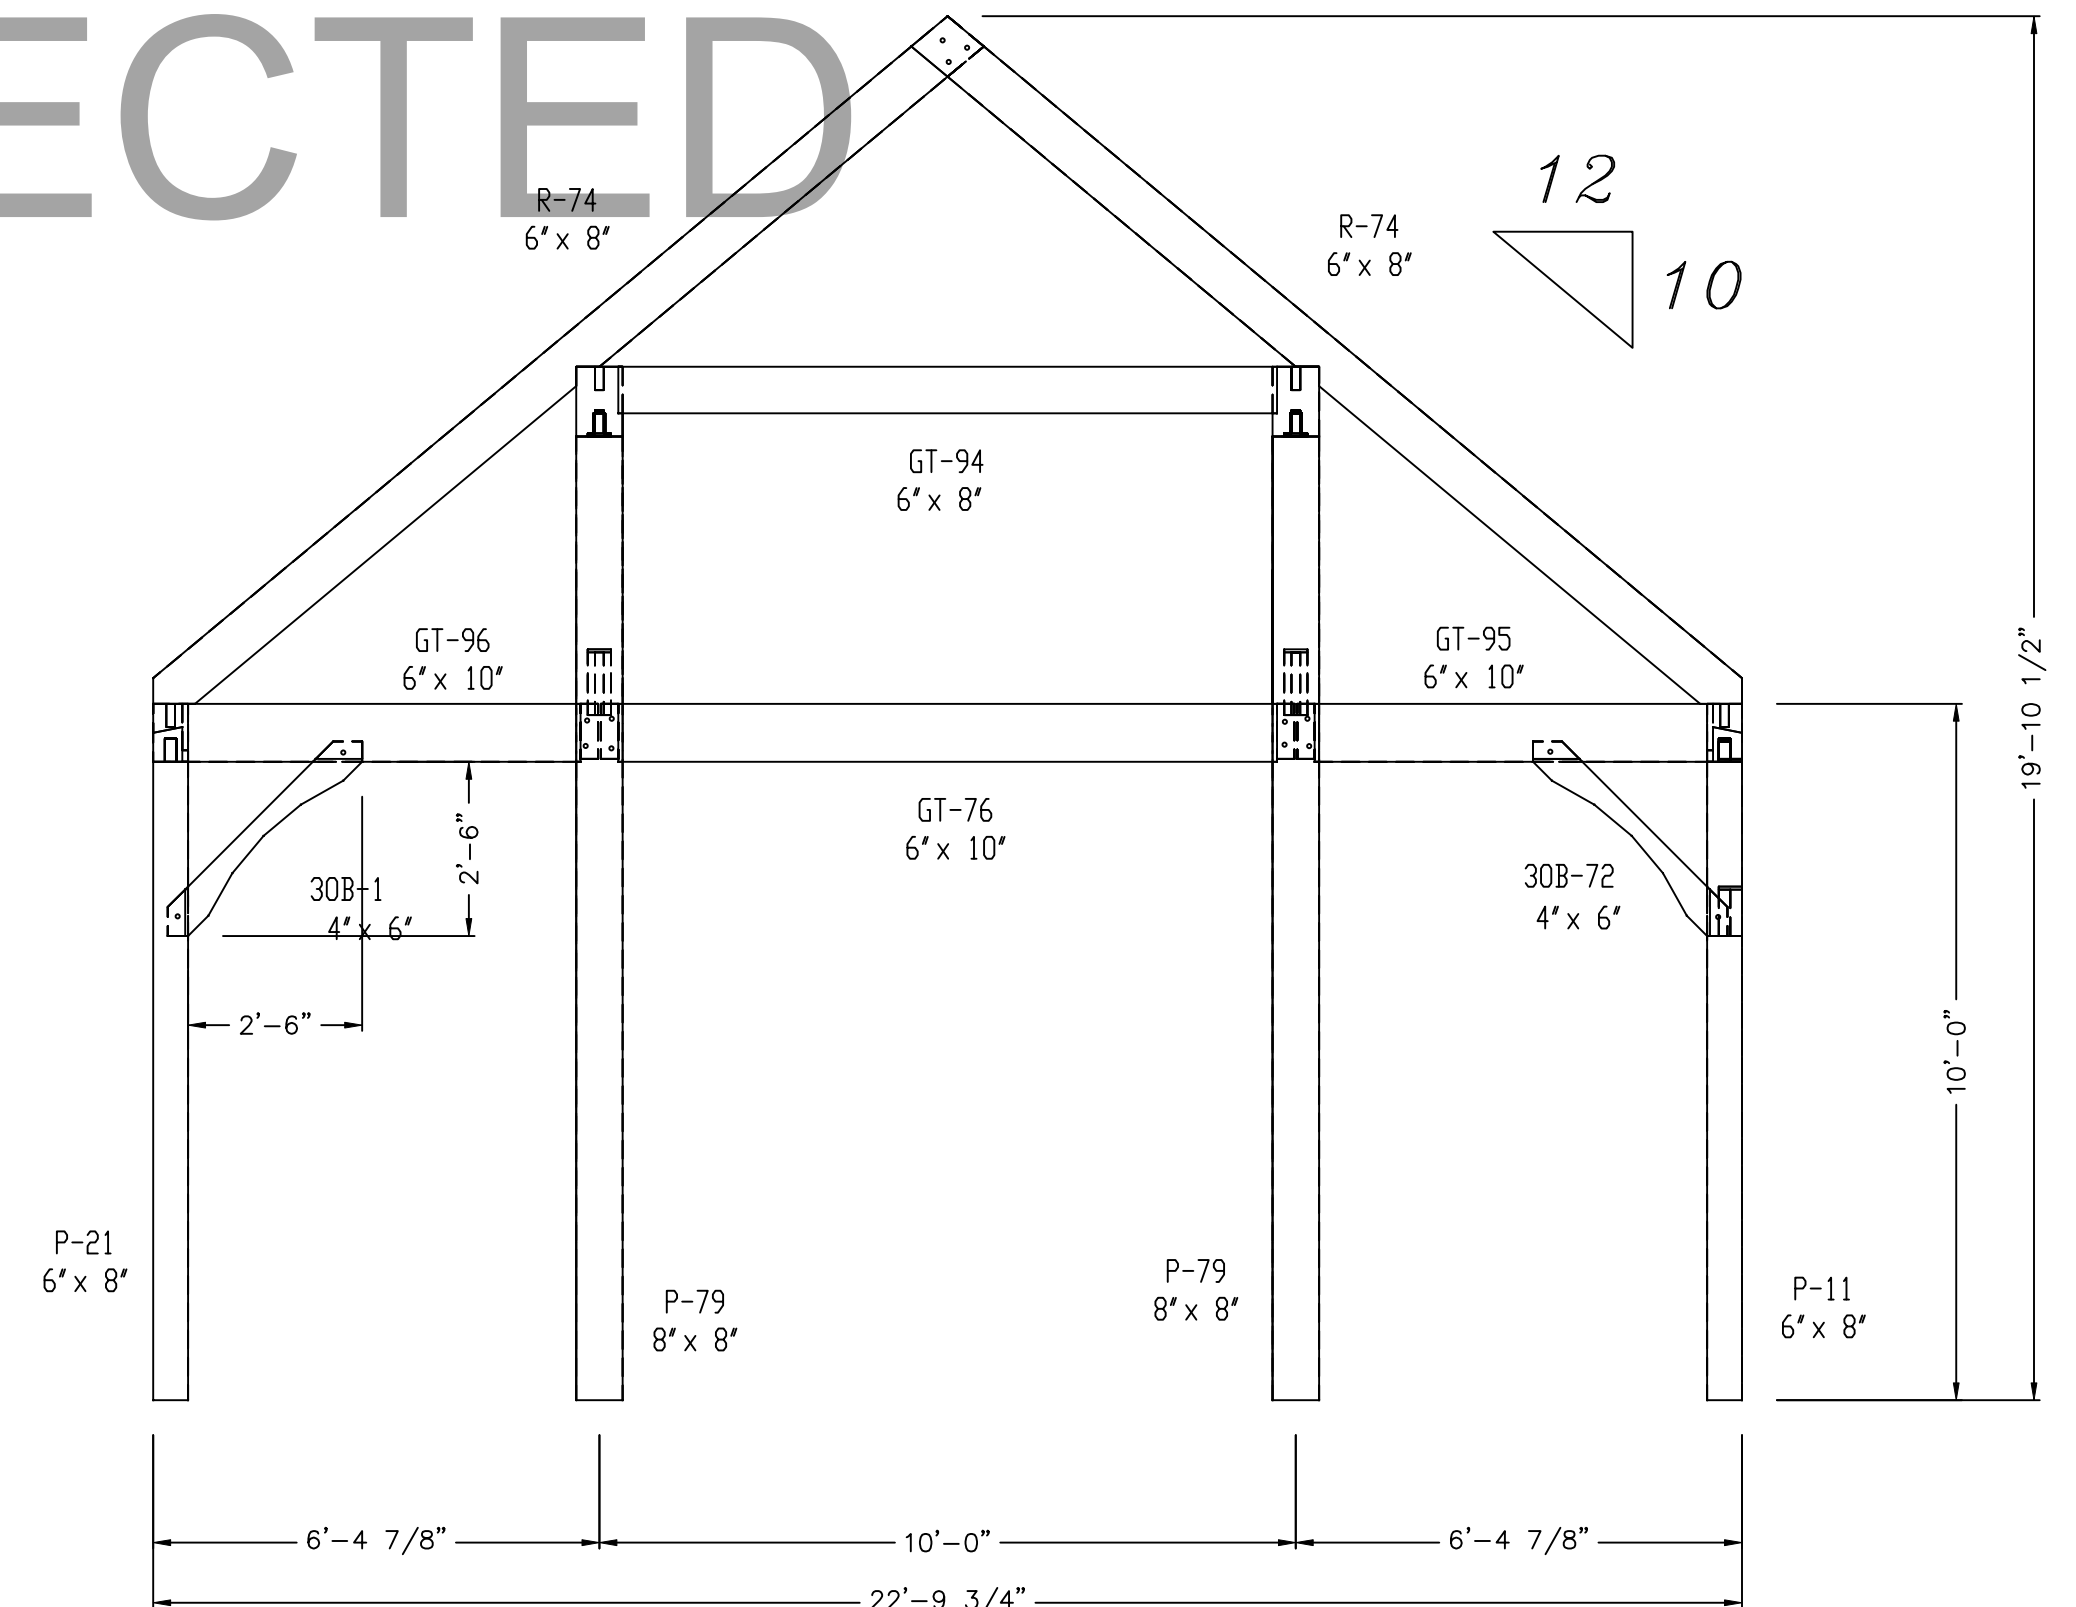 ECTED
R-74
6" x 8"
R-74
6" x 8"
12
10
GT-94
6" x 8"
GT-96
6" x 10"
GT-95
6" x 10"
19'-10 1/2"
GT-76
6" x 10"
2'-6"
30B-1
4" x 6"
30B-72
4" x 6"
2'-6"
10'-0"
P-21
6" x 8"
P-79
8" x 8"
P-79
8" x 8"
P-11
6" x 8"
6'-4 7/8"
10'-0"
6'-4 7/8"
22'-9 3/4"